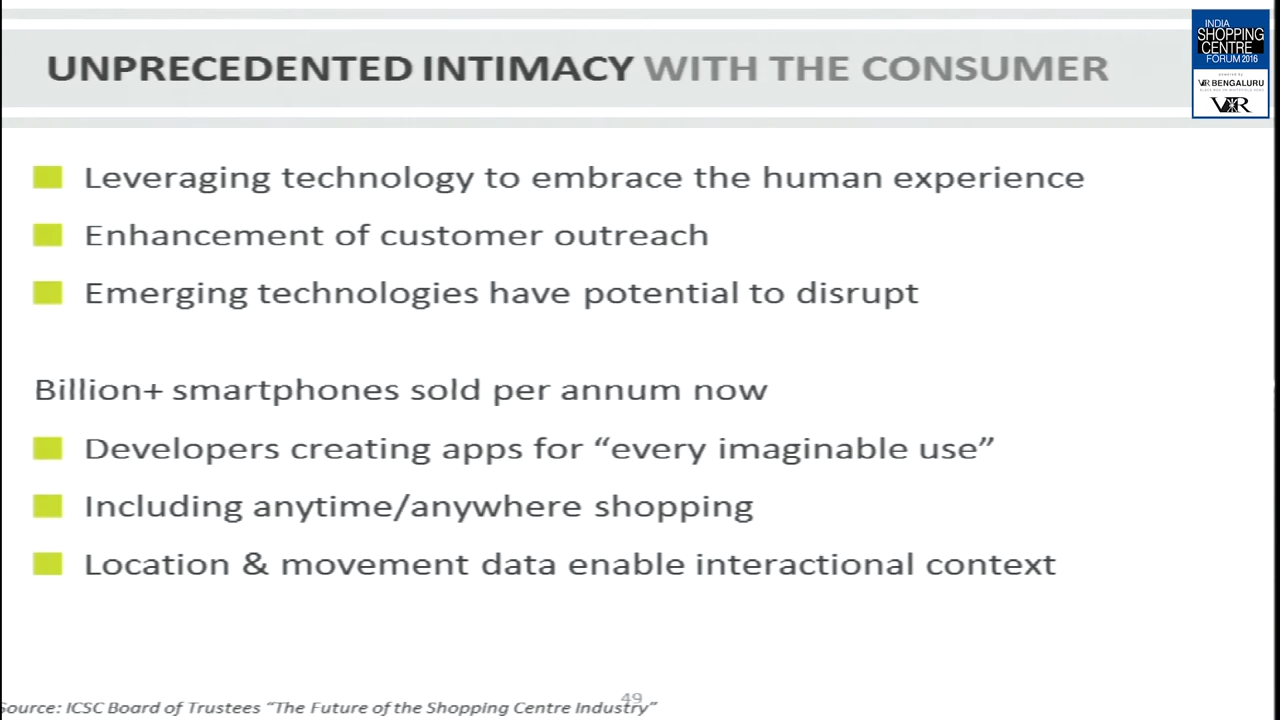 UNPRECEDENTED INTIMACY WITH THE CONSUMER
INDIA
SHOPPING
CENTRE
FORUM 2016
VR BENGALURU
VR
Leveraging technology to embrace the human experience
Enhancement of customer outreach
Emerging technologies have potential to disrupt
Billion+ smartphones sold per annum now
Developers creating apps for “every imaginable use”
Including anytime/anywhere shopping
Location & movement data enable interactional context
49
Source: ICSC Board of Trustees “The Future of the Shopping Centre Industry”